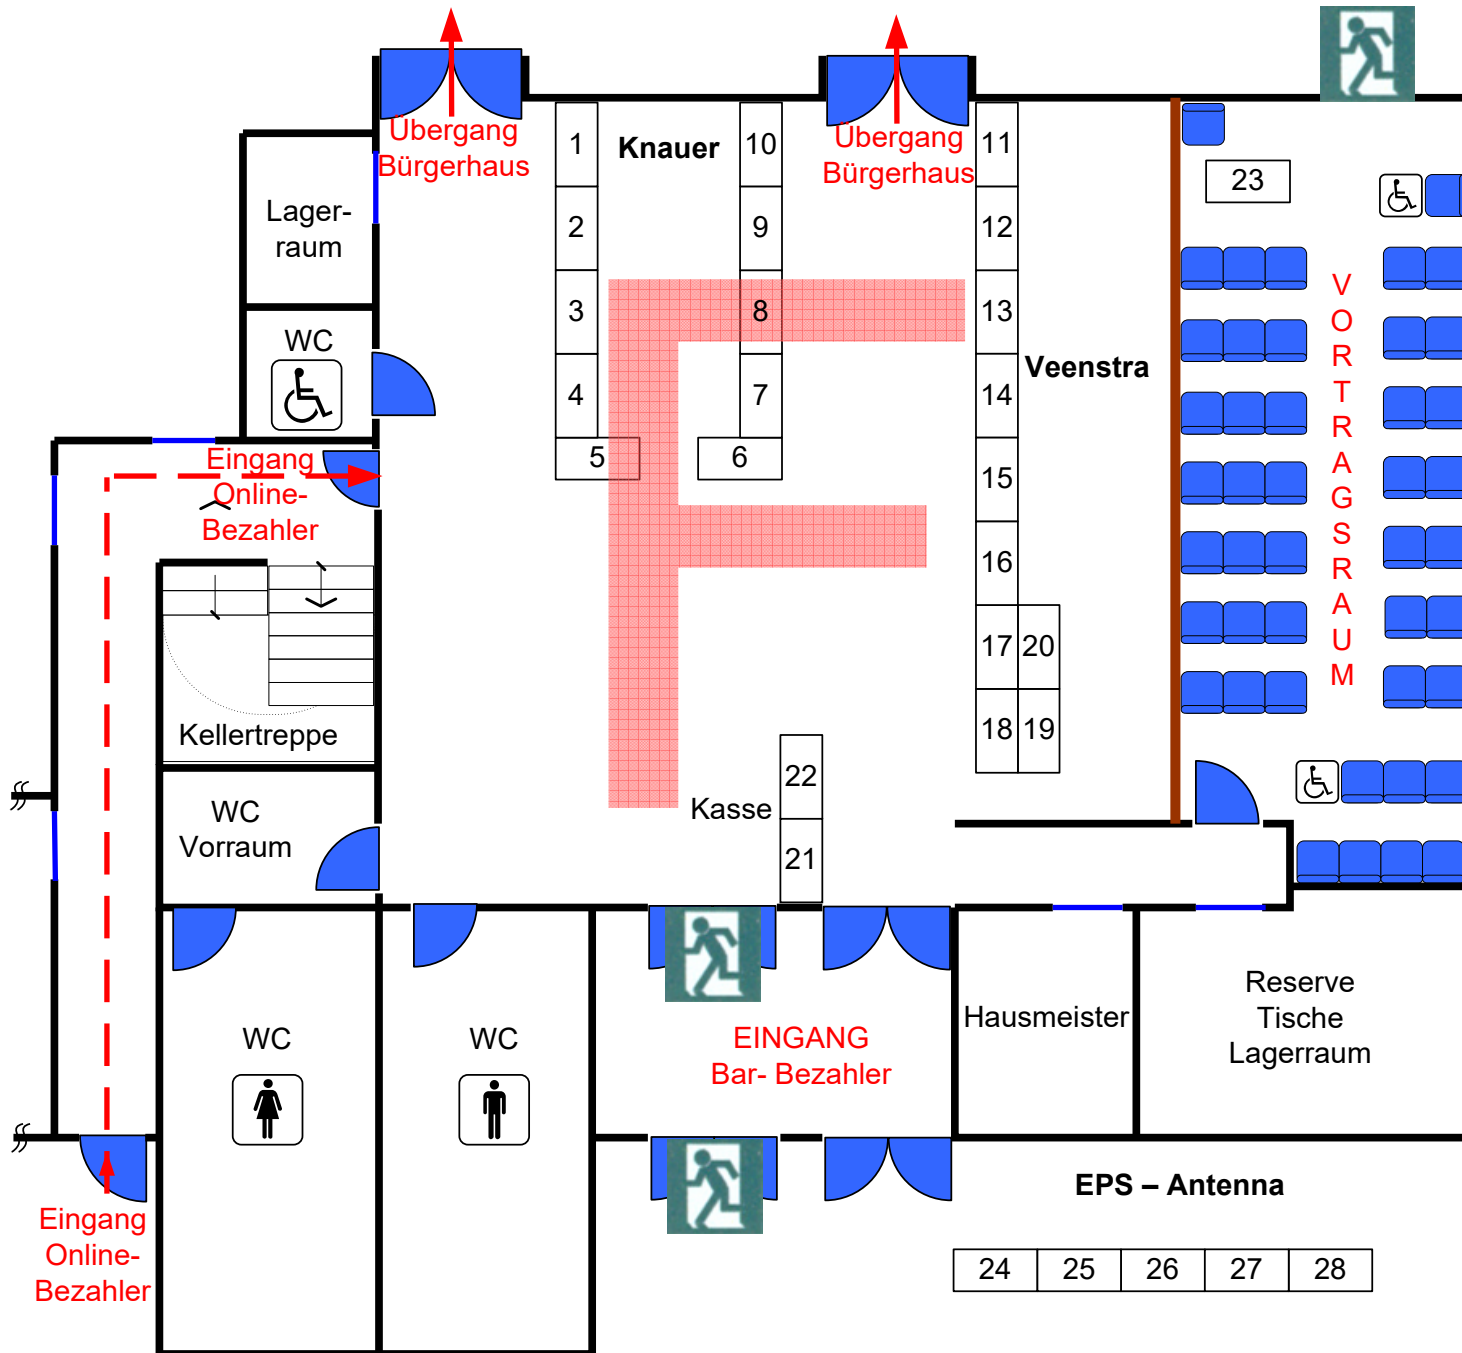 Übergang
Bürgerhaus
Übergang
Bürgerhaus
1
Knauer
10
11
23
Lager-
raum
2
9
12
3
8
13
WC
4
7
14
Veenstra
VORTRAGSRAUM
Eingang
Online-
Bezahler
5
6
15
16
17
20
18
19
Kellertreppe
22
Kasse
21
WC
Vorraum
WC
WC
EINGANG
Bar- Bezahler
Hausmeister
Reserve
Tische
Lagerraum
EPS – Antenna
Eingang
Online-
Bezahler
24
25
26
27
28